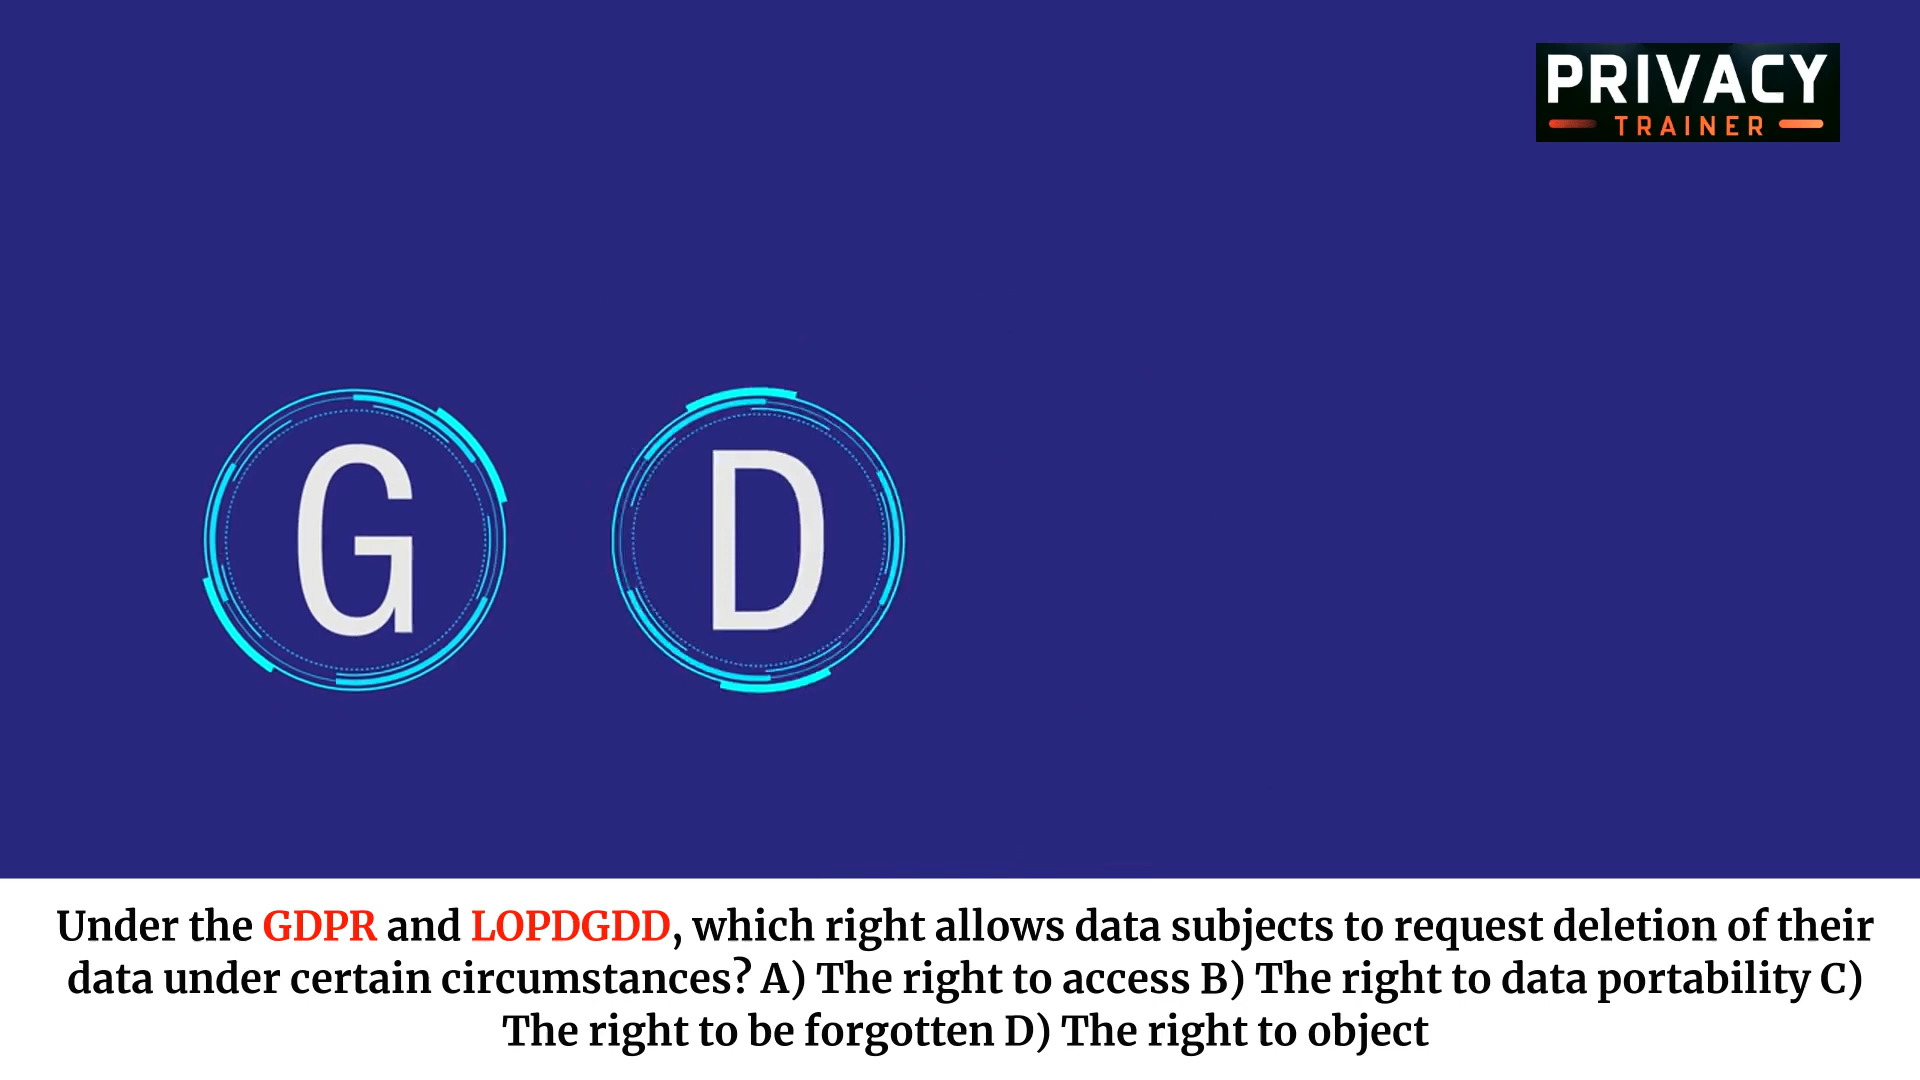 PRIVACY
TRAINER
G D
Under the GDPR and LOPDGDD, which right allows data subjects to request deletion of their
data under certain circumstances? A) The right to access B) The right to data portability C)
The right to be forgotten D) The right to object